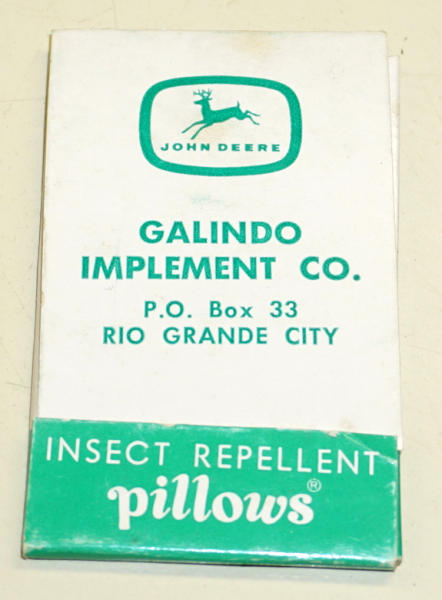 JOHN DEERE
GALINDO
IMPLEMENT CO.
P.O. Box 33
RIO GRANDE CITY
INSECT REPELLENT
pillows®